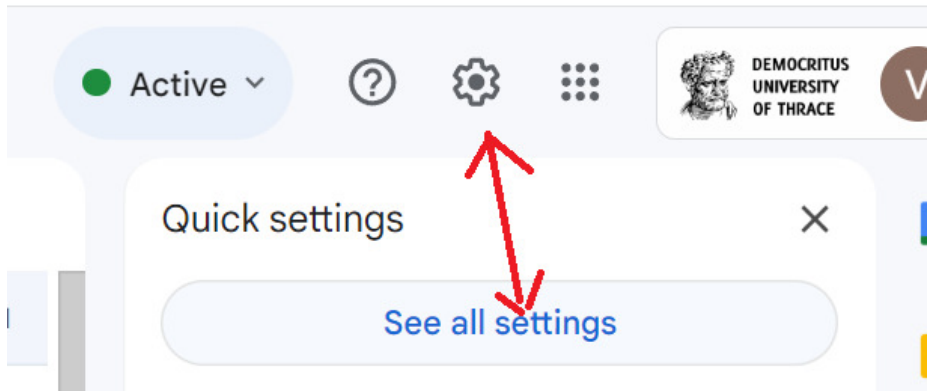 Active
DEMOCRITUS
UNIVERSITY
OF THRACE
V
Quick settings
See all settings